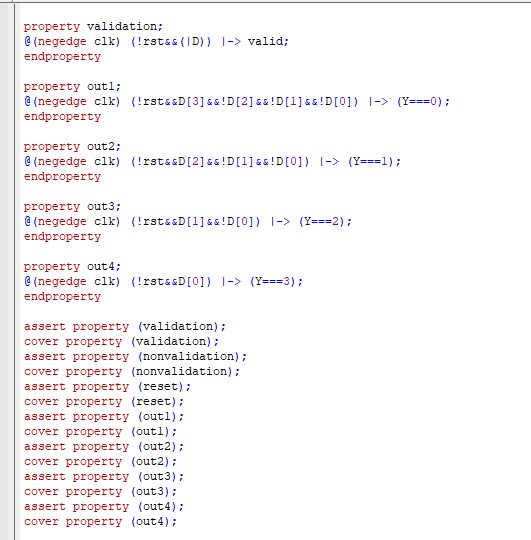 property validation;
@(negedge clk) (!rst&&(|D)) |-> valid;
endproperty
property out1;
@(negedge clk) (!rst&&D[3]&&!D[2]&&!D[1]&&!D[0]) |-> (Y===0);
endproperty
property out2;
@(negedge clk) (!rst&&D[2]&&!D[1]&&!D[0]) |-> (Y===1);
endproperty
property out3;
@(negedge clk) (!rst&&D[1]&&!D[0]) |-> (Y===2);
endproperty
property out4;
@(negedge clk) (!rst&&D[0]) |-> (Y===3);
endproperty
assert property (validation);
cover property (validation);
assert property (nonvalidation);
cover property (nonvalidation);
assert property (reset);
cover property (reset);
assert property (out1);
cover property (out1);
assert property (out2);
cover property (out2);
assert property (out3);
cover property (out3);
assert property (out4);
cover property (out4);